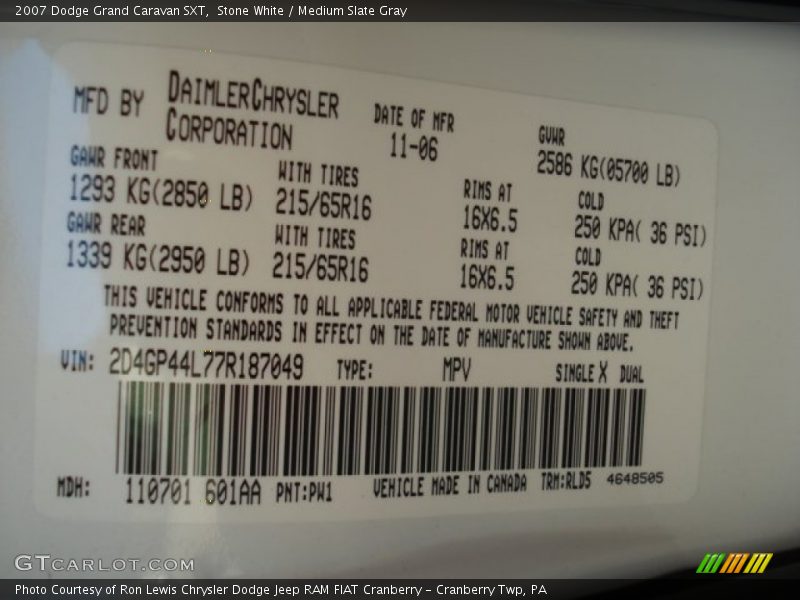 2007 Dodge Grand Caravan SXT,  Stone White / Medium Slate Gray
MFD BY DAIMLERCHRYSLER CORPORATION
DATE OF MFR 11-06
GVWR 2586 KG(05700 LB)
GAWR FRONT WITH TIRES RIMS AT COLD
1293 KG(2850 LB) 215/65R16 16X6.5 250 KPA( 36 PSI)
GAWR REAR WITH TIRES RIMS AT COLD
1339 KG(2950 LB) 215/65R16 16X6.5 250 KPA( 36 PSI)
THIS VEHICLE CONFORMS TO ALL APPLICABLE FEDERAL MOTOR VEHICLE SAFETY AND THEFT
PREVENTION STANDARDS IN EFFECT ON THE DATE OF MANUFACTURE SHOWN ABOVE.
VIN: 2D4GP44L77R187049 TYPE: MPV SINGLE X DUAL
MDH: 110701 601AA PNT:PW1 VEHICLE MADE IN CANADA TRM:RLD5 4648505
GTCARLOT.COM
Photo Courtesy of Ron Lewis Chrysler Dodge Jeep RAM FIAT Cranberry - Cranberry Twp, PA